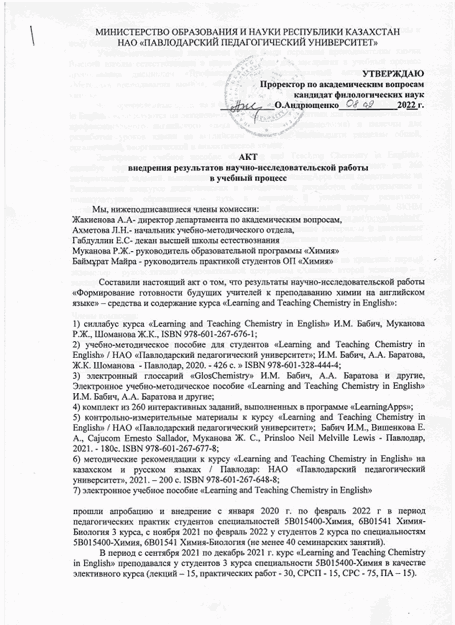 МИНИСТЕРСТВО ОБРАЗОВАНИЯ И НАУКИ РЕСПУБЛИКИ КАЗАХСТАН
НАО «ПАВЛОДАРСКИЙ ПЕДАГОГИЧЕСКИЙ УНИВЕРСИТЕТ»
УТВЕРЖДАЮ
Проректор по академическим вопросам
кандидат филологических наук
О.Андрющенко 08 09 2022 г.
АКТ
внедрения результатов научно-исследовательской работы
в учебный процесс
Мы, нижеподписавшиеся члены комиссии:
Жакиенова А.А- директор департамента по академическим вопросам,
Ахметова Л.Н.- начальник учебно-методического отдела,
Габдуллин Е.С- декан высшей школы естествознания
Муканова Р.Ж.- руководитель образовательной программы «Химия»
Баймұрат Майра - руководитель практикой студентов ОП «Химия»
Составили настоящий акт о том, что результаты научно-исследовательской работы
«Формирование готовности будущих учителей к преподаванию химии на английском
языке» – средства и содержание курса «Learning and Teaching Chemistry in English»:
1) силлабус курса «Learning and Teaching Chemistry in English» И.М. Бабич, Муканова
Р.Ж., Шоманова Ж.К., ISBN 978-601-267-676-1;
2) учебно-методическое пособие для студентов «Learning and Teaching Chemistry in
English» / НАО «Павлодарский педагогический университет»; И.М. Бабич, А.А. Баратова,
Ж.К. Шоманова - Павлодар, 2020. - 426 с. » ISBN 978-601-328-444-4;
3) электронный глоссарий «GlosChemistry» И.М. Бабич, А.А. Баратова и другие,
Электронное учебно-методическое пособие «Learning and Teaching Chemistry in English»
И.М. Бабич, А.А. Баратова и другие;
4) комплект из 260 интерактивных заданий, выполненных в программе «LearningApps»;
5) контрольно-измерительные материалы к курсу «Learning and Teaching Chemistry in
English» / НАО «Павлодарский педагогический университет»; Бабич И.М., Вишенкова Е.
А., Cajucom Ernesto Sallador, Муканова Ж. С., Prinsloo Neil Melville Lewis - Павлодар,
2021. - 180с. ISBN 978-601-267-677-8;
6) методические рекомендации к курсу «Learning and Teaching Chemistry in English» на
казахском и русском языках / Павлодар: НАО «Павлодарский педагогический
университет», 2021. – 200 с. ISBN 978-601-267-648-8;
7) электронное учебное пособие «Learning and Teaching Chemistry in English»
прошли апробацию и внедрение с января 2020 г. по февраль 2022 г в период
педагогических практик студентов специальностей 5В015400-Химия, 6В01541 Химия-
Биология 3 курса, с ноября 2021 по февраль 2022 у студентов 2 курса по специальностям
5В015400-Химия, 6В01541 Химия-Биология (не менее 40 семинарских занятий).
В период с сентября 2021 по декабрь 2021 г. курс «Learning and Teaching Chemistry
in English» преподавался у студентов 3 курса специальности 5В015400-Химия в качестве
элективного курса (лекций – 15, практических работ - 30, СРСП - 15, СРС - 75, ПА – 15).